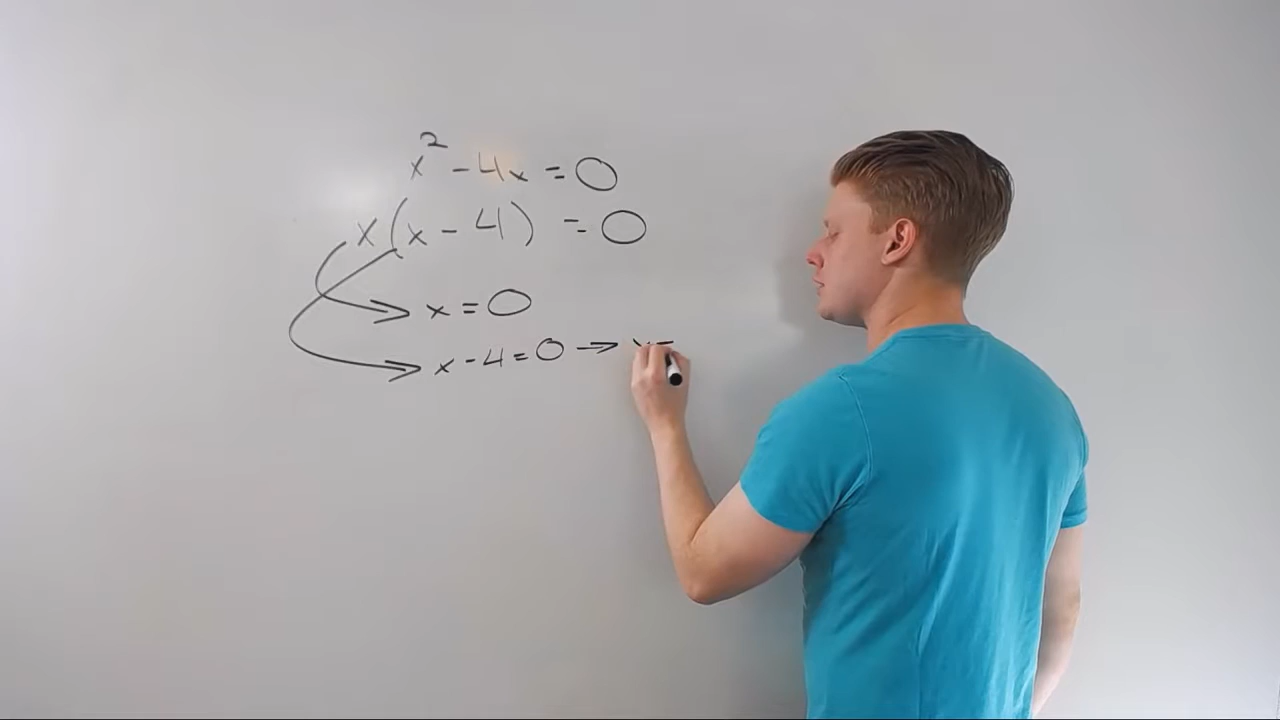 x² - 4x = 0
x(x - 4) = 0
x = 0
x - 4 = 0 → x =